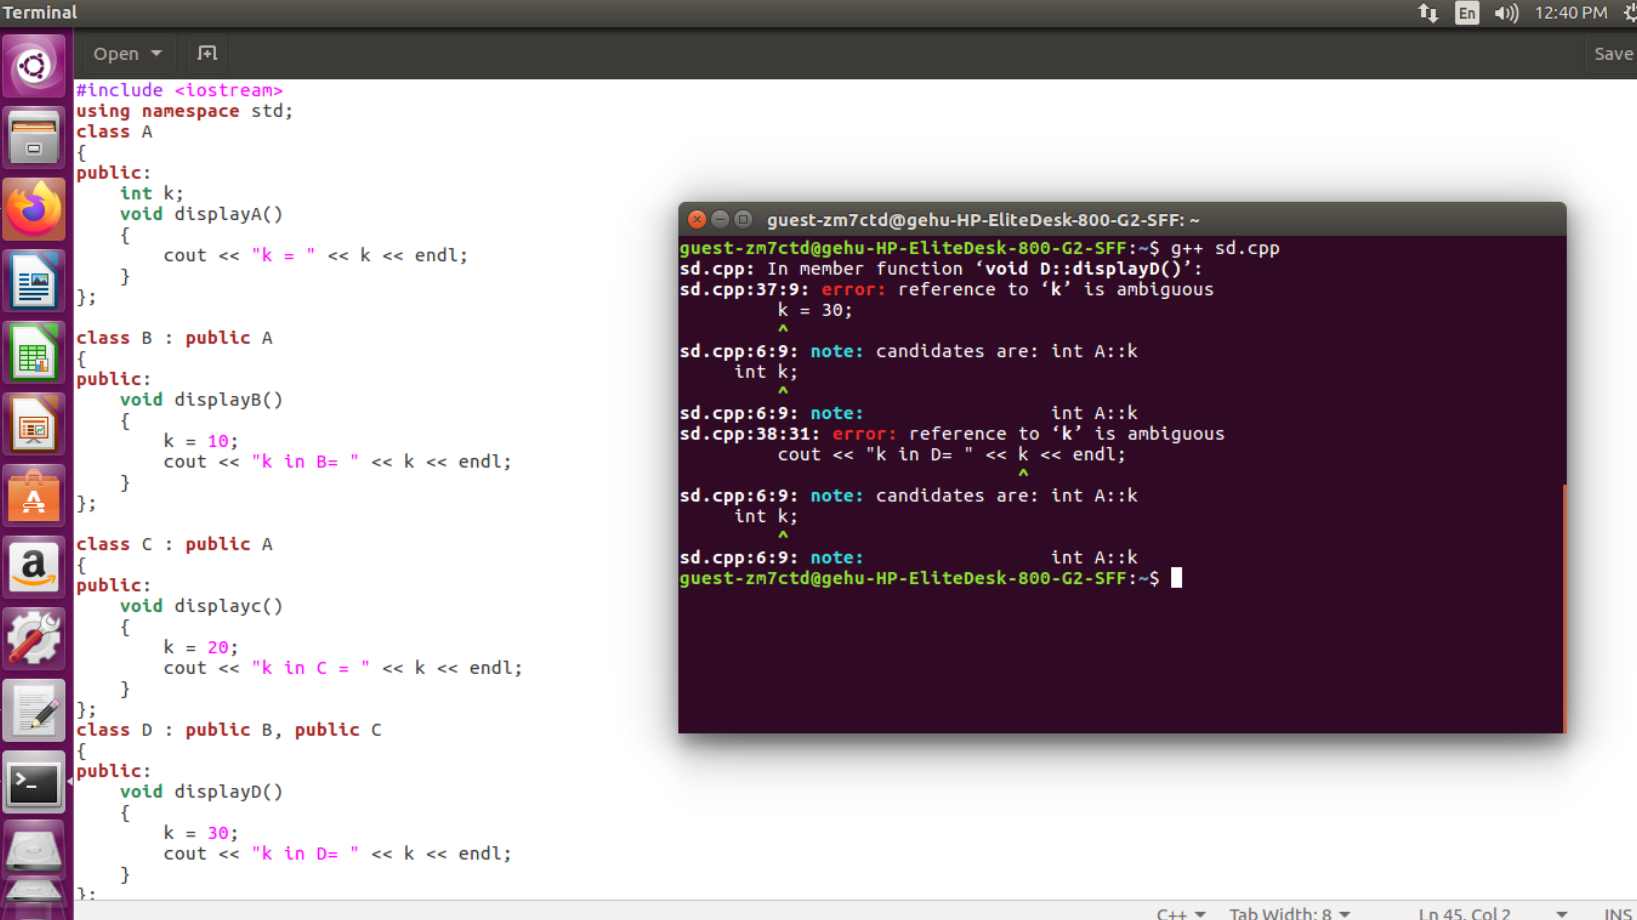 Terminal
En
12:40 PM
Open
Save
#include <iostream>
using namespace std;
class A
{
public:
    int k;
    void displayA()
    {
        cout << "k = " << k << endl;
    }
};
class B : public A
{
public:
    void displayB()
    {
        k = 10;
        cout << "k in B= " << k << endl;
    }
};
class C : public A
{
public:
    void displayc()
    {
        k = 20;
        cout << "k in C = " << k << endl;
    }
};
class D : public B, public C
{
public:
    void displayD()
    {
        k = 30;
        cout << "k in D= " << k << endl;
    }
};
guest-zm7ctd@gehu-HP-EliteDesk-800-G2-SFF: ~
guest-zm7ctd@gehu-HP-EliteDesk-800-G2-SFF:~$ g++ sd.cpp
sd.cpp: In member function ‘void D::displayD()’:
sd.cpp:37:9: error: reference to ‘k’ is ambiguous
         k = 30;
         ^
sd.cpp:6:9: note: candidates are: int A::k
     int k;
         ^
sd.cpp:6:9: note:                 int A::k
sd.cpp:38:31: error: reference to ‘k’ is ambiguous
         cout << "k in D= " << k << endl;
                               ^
sd.cpp:6:9: note: candidates are: int A::k
     int k;
         ^
sd.cpp:6:9: note:                 int A::k
guest-zm7ctd@gehu-HP-EliteDesk-800-G2-SFF:~$
C++
Tab Width: 8
Ln 45, Col 2
INS